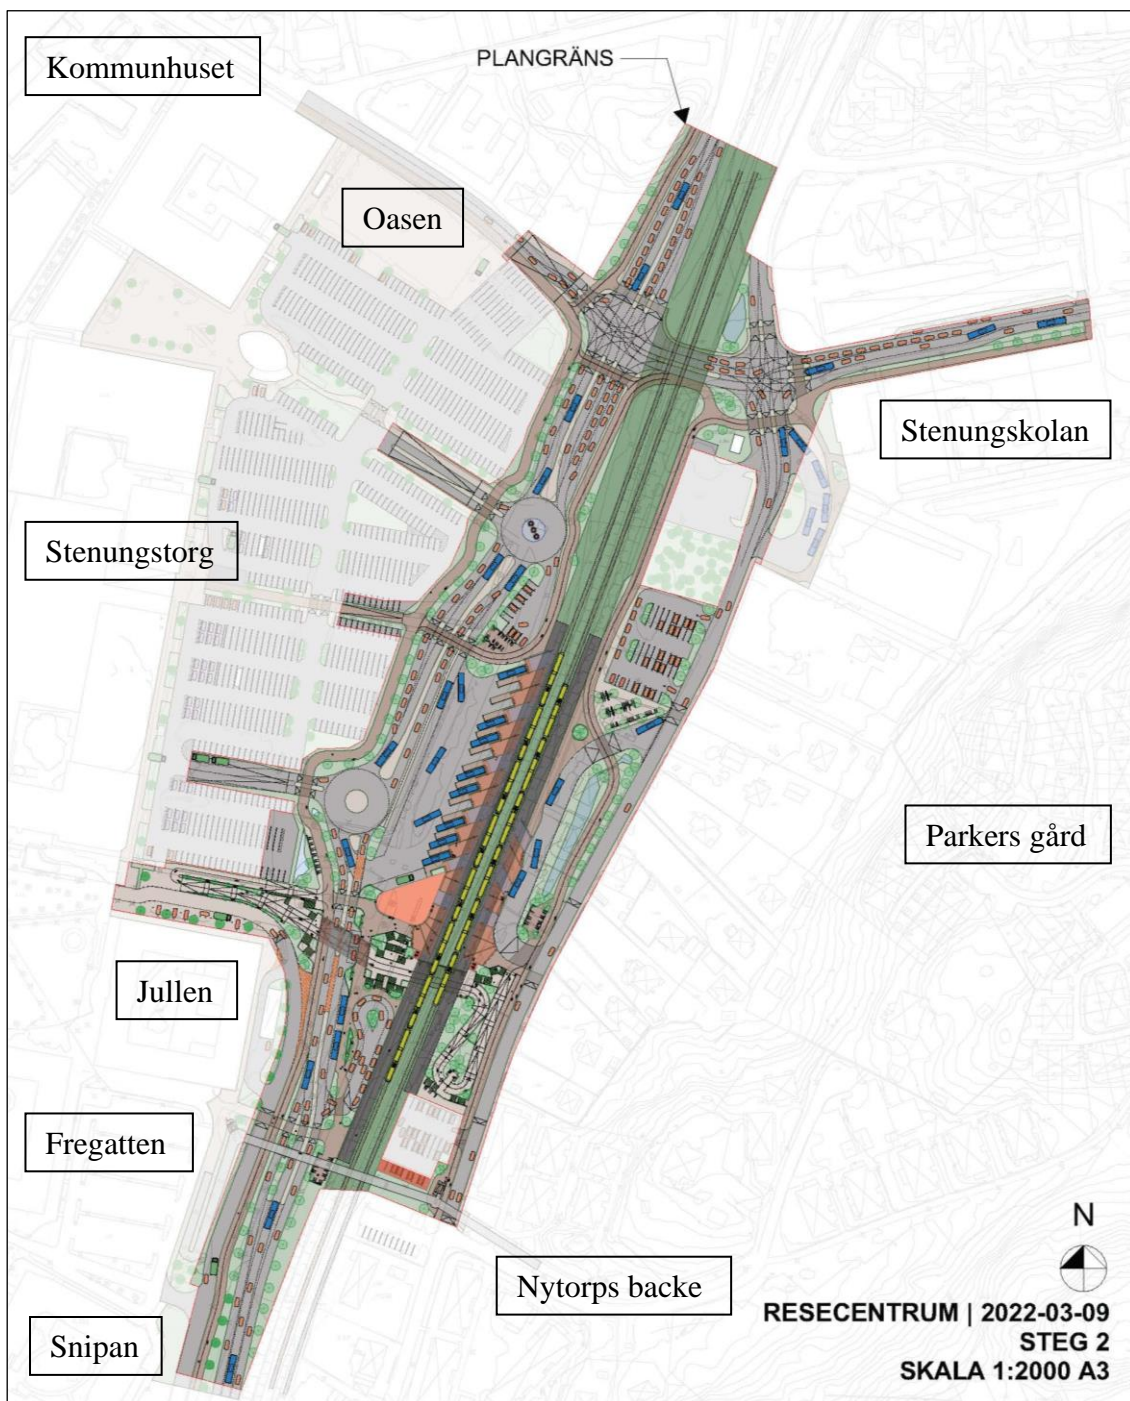 Kommunhuset
PLANGRÄNS
Oasen
Stenungskolan
Stenungstorg
Parkers gård
Jullen
Fregatten
Nytorps backe
Snipan
N
RESECENTRUM | 2022-03-09
STEG 2
SKALA 1:2000 A3